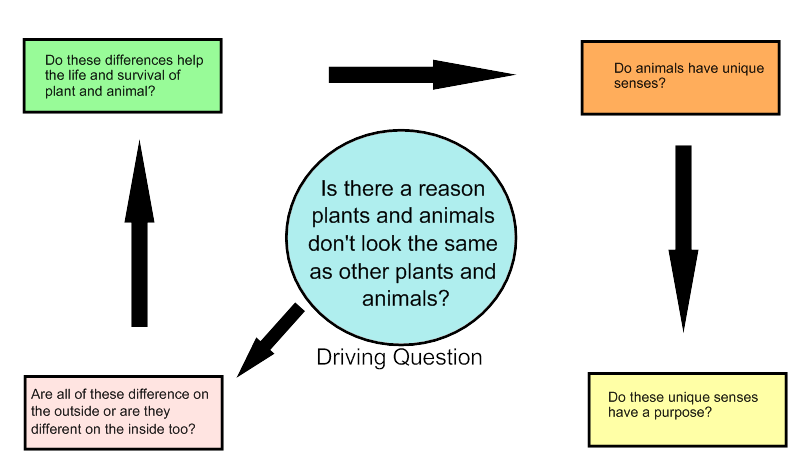 Do these differences help
the life and survival of
plant and animal?
Do animals have unique
senses?
Is there a reason
plants and animals
don't look the same
as other plants and
animals?
Driving Question
Are all of these difference on
the outside or are they
different on the inside too?
Do these unique senses
have a purpose?